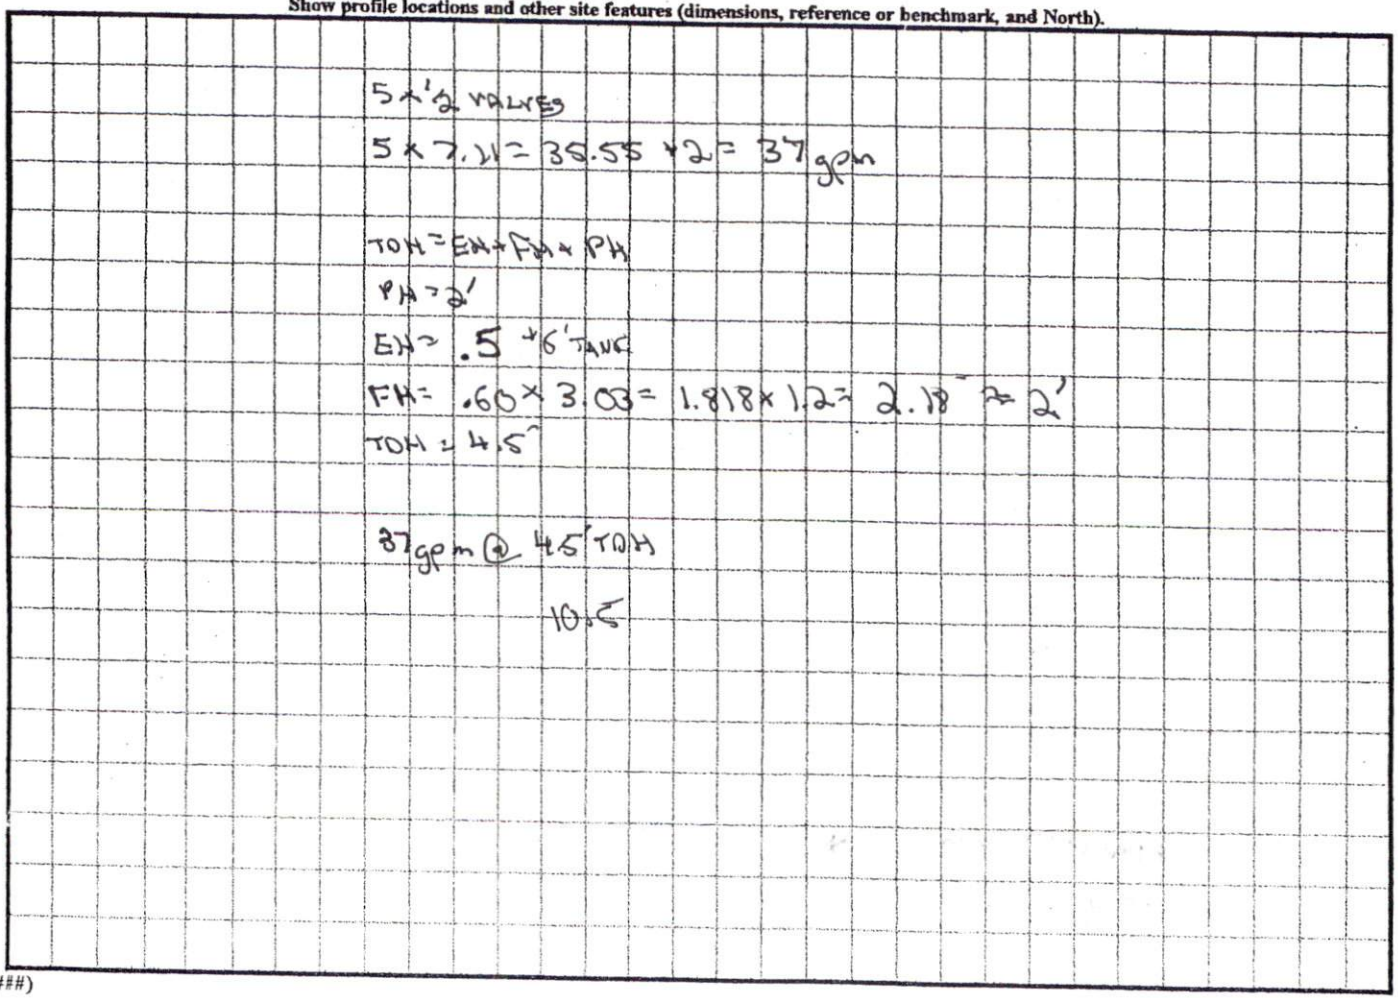 Show profile locations and other site features (dimensions, reference or benchmark, and North).
5 x 1/2 VALVES
5 x 7.11 = 35.55 +2 = 37 gpm
TDH = EH + FH + PH
PH = 2'
EH = .5 +6' TANK
FH = .60 x 3.03 = 1.818 x 1.2 = 2.18 ≈ 2'
TDH = 4.5'
37 gpm @ 4.5' TDH
10.5
##)